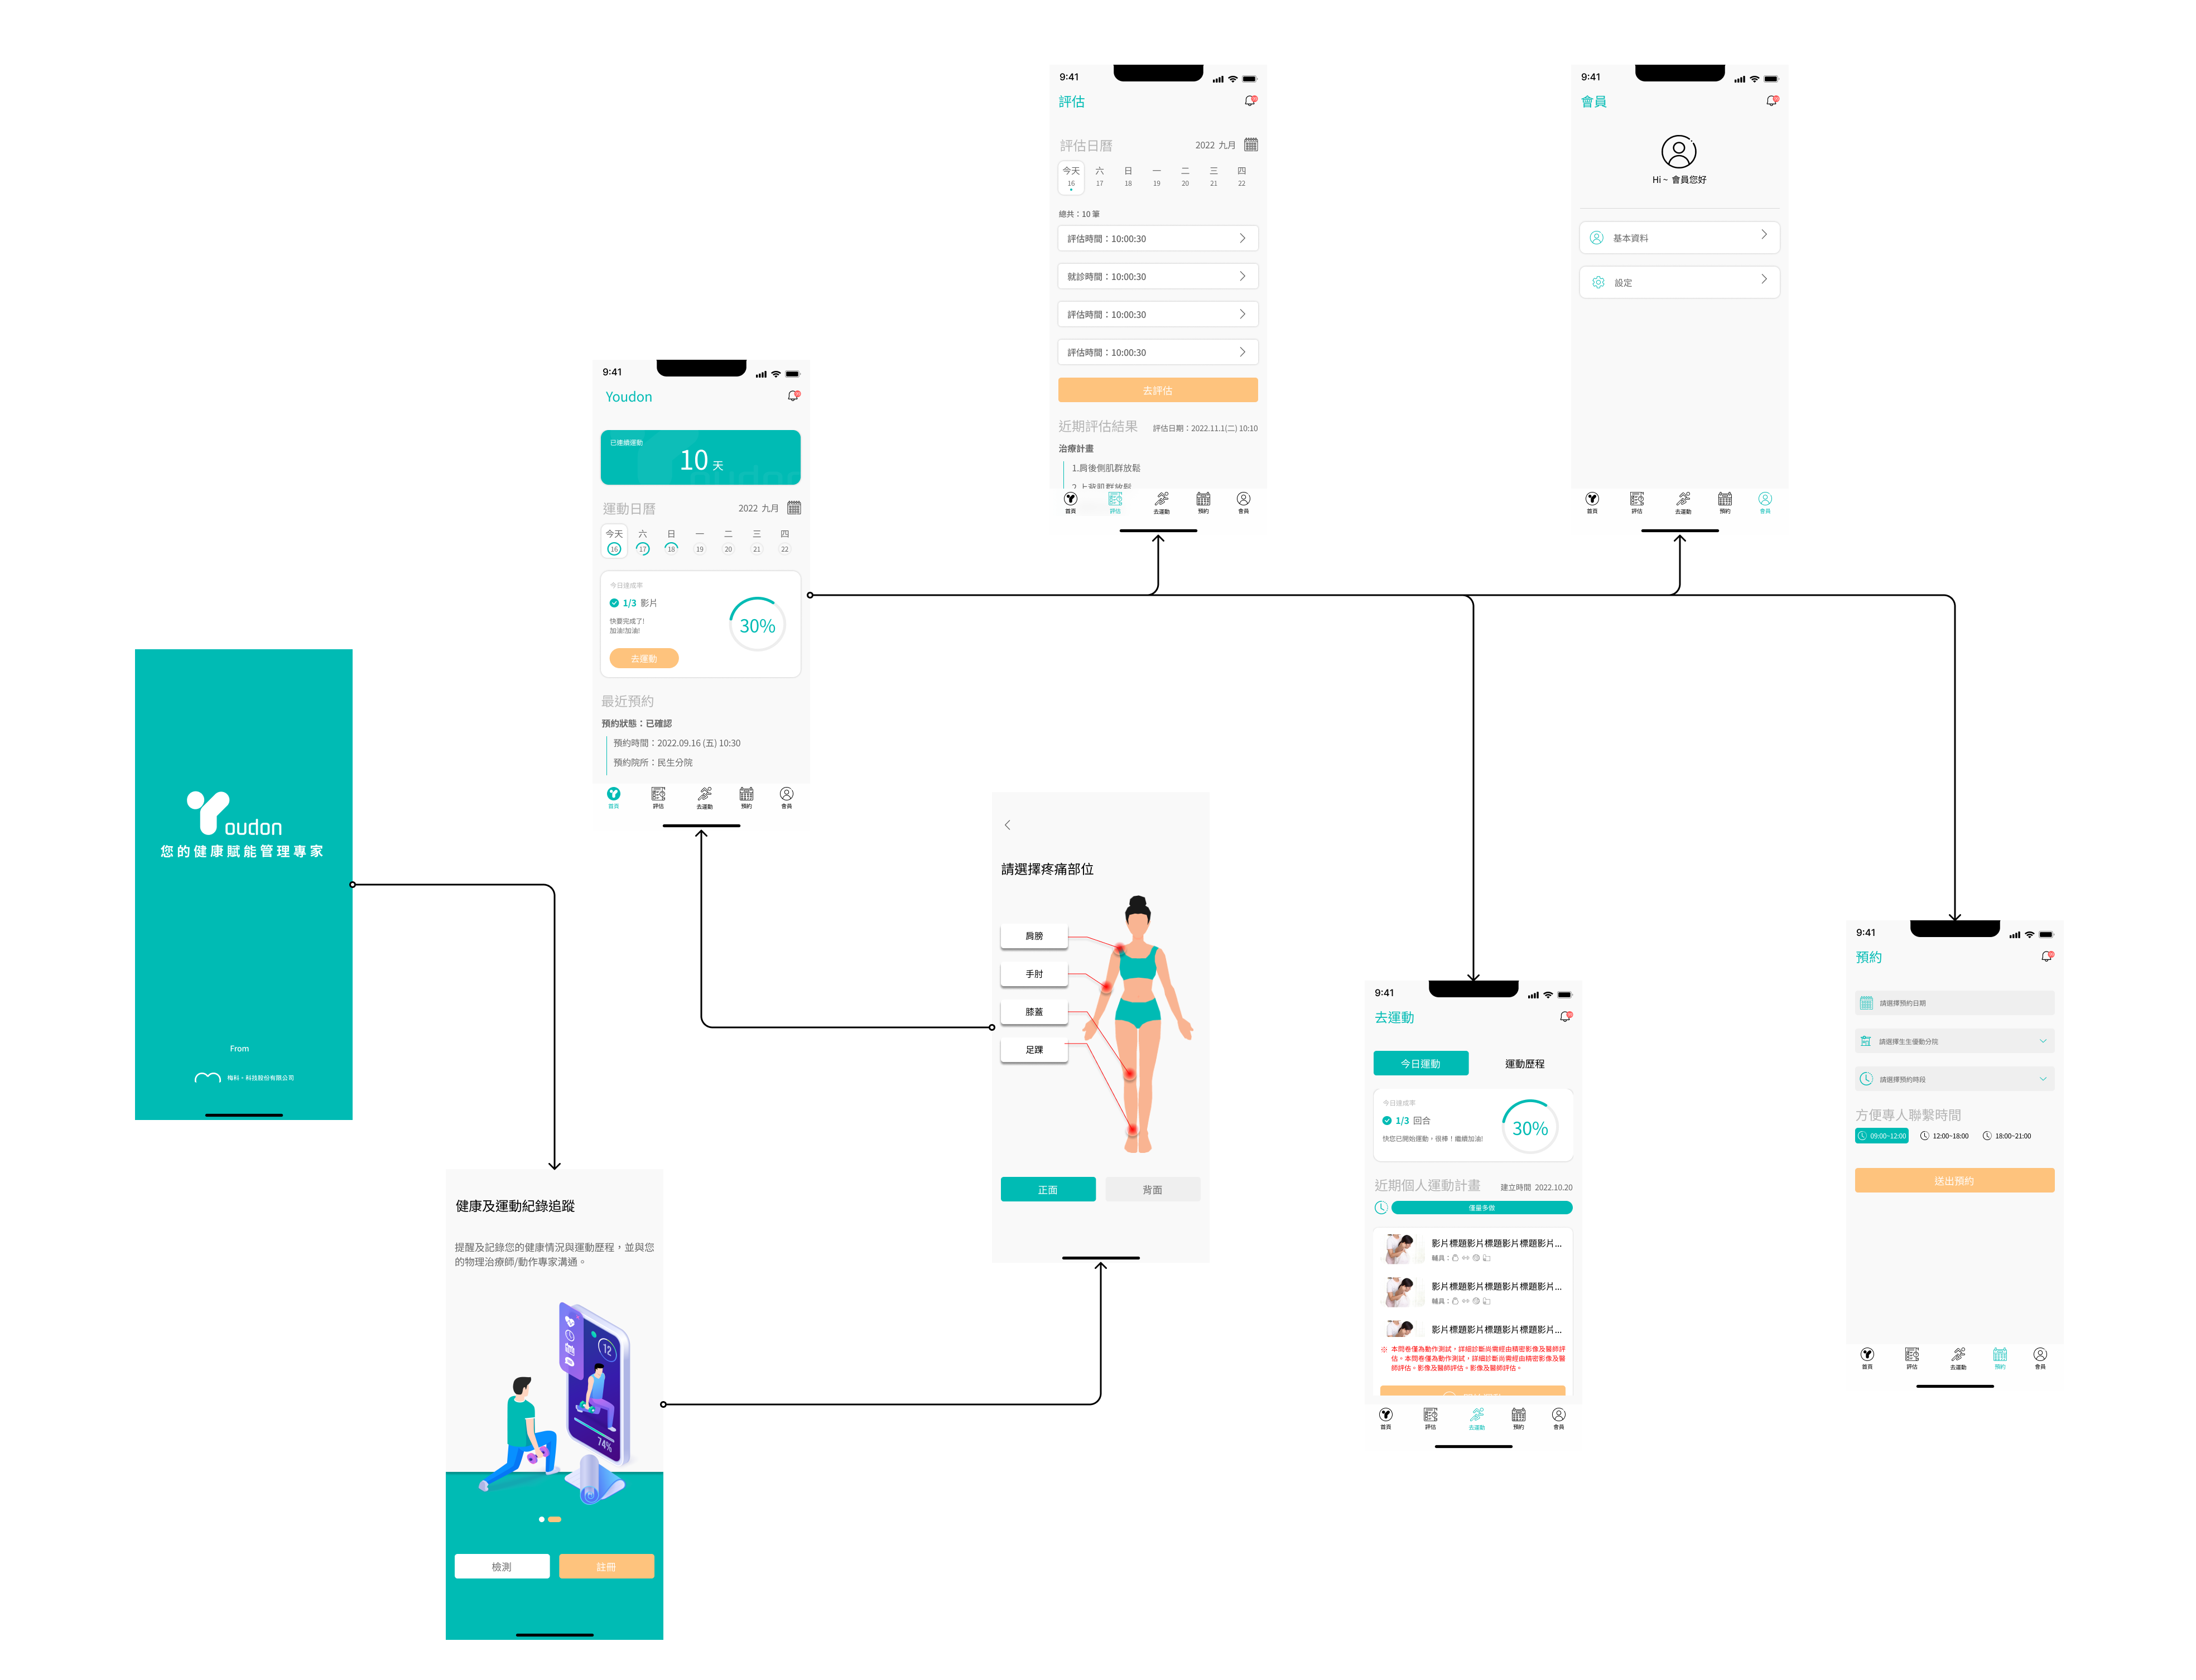 oudon
您的健康賦能管理專家
From
梅科・科技股份有限公司
健康及運動紀錄追蹤
提醒及記錄您的健康情況與運動歷程，並與您
的物理治療師/動作專家溝通。
12
74%
檢測
註冊
9:41
Youdon
已連續運動
10 天
運動日曆
2022 九月
今天 六 日 一 二 三 四
16 17 18 19 20 21 22
今日達成率
1/3 影片
快要完成了!
加油!加油!
30%
去運動
最近預約
預約狀態：已確認
預約時間：2022.09.16 (五) 10:30
預約院所：民生分院
首頁 評估 去運動 預約 會員
請選擇疼痛部位
肩膀
手肘
膝蓋
足踝
正面
背面
9:41
評估
評估日曆
2022 九月
今天 六 日 一 二 三 四
16 17 18 19 20 21 22
總共：10 筆
評估時間：10:00:30
就診時間：10:00:30
評估時間：10:00:30
評估時間：10:00:30
去評估
近期評估結果
評估日期：2022.11.1(二) 10:10
治療計畫
1.肩後側肌群放鬆
2.上背肌群放鬆
首頁 評估 去運動 預約 會員
9:41
會員
Hi ~ 會員您好
基本資料
設定
首頁 評估 去運動 預約 會員
9:41
去運動
今日運動
運動歷程
今日達成率
1/3 回合
快您已開始運動，很棒！繼續加油!
30%
近期個人運動計畫
建立時間 2022.10.20
僅量多做
影片標題影片標題影片標題影片...
輔具：
影片標題影片標題影片標題影片...
輔具：
影片標題影片標題影片標題影片...
※ 本問卷僅為動作測試，詳細診斷尚需經由精密影像及醫師評
估。本問卷僅為動作測試，詳細診斷尚需經由精密影像及醫
師評估。影像及醫師評估。影像及醫師評估。
首頁 評估 去運動 預約 會員
9:41
預約
請選擇預約日期
請選擇生生優動分院
請選擇預約時段
方便專人聯繫時間
09:00~12:00 12:00~18:00 18:00~21:00
送出預約
首頁 評估 去運動 預約 會員